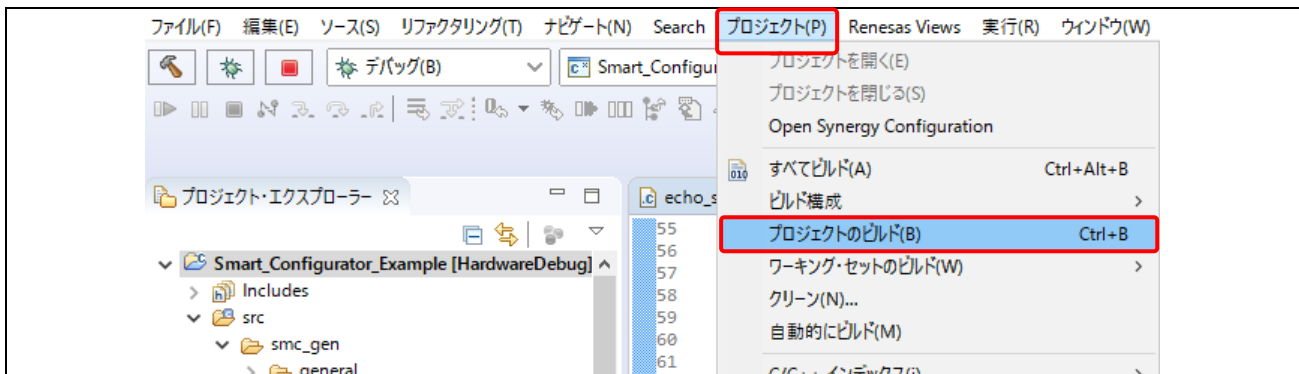 ファイル(F) 編集(E) ソース(S) リファクタリング(T) ナビゲート(N) Search プロジェクト(P) Renesas Views 実行(R) ウィンドウ(W)
デバッグ(B) Smart_Configur
プロジェクトを開く(E)
プロジェクトを閉じる(S)
Open Synergy Configuration
すべてビルド(A) Ctrl+Alt+B
ビルド構成
プロジェクトのビルド(B) Ctrl+B
ワーキング・セットのビルド(W)
クリーン(N)...
自動的にビルド(M)
C/C++ インデックス(i)
プロジェクト・エクスプローラー
Smart_Configurator_Example [HardwareDebug]
Includes
src
smc_gen
general
echo_s
55
56
57
58
59
60
61